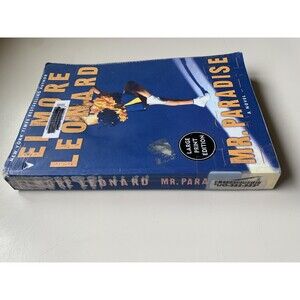 NEW YORK TIMES BESTSELLING AUTHOR
ELMORE
LEONARD
MR. PARADISE
A NOVEL
LARGE
PRINT
EDITION
LEONARD
MR. PARADISE